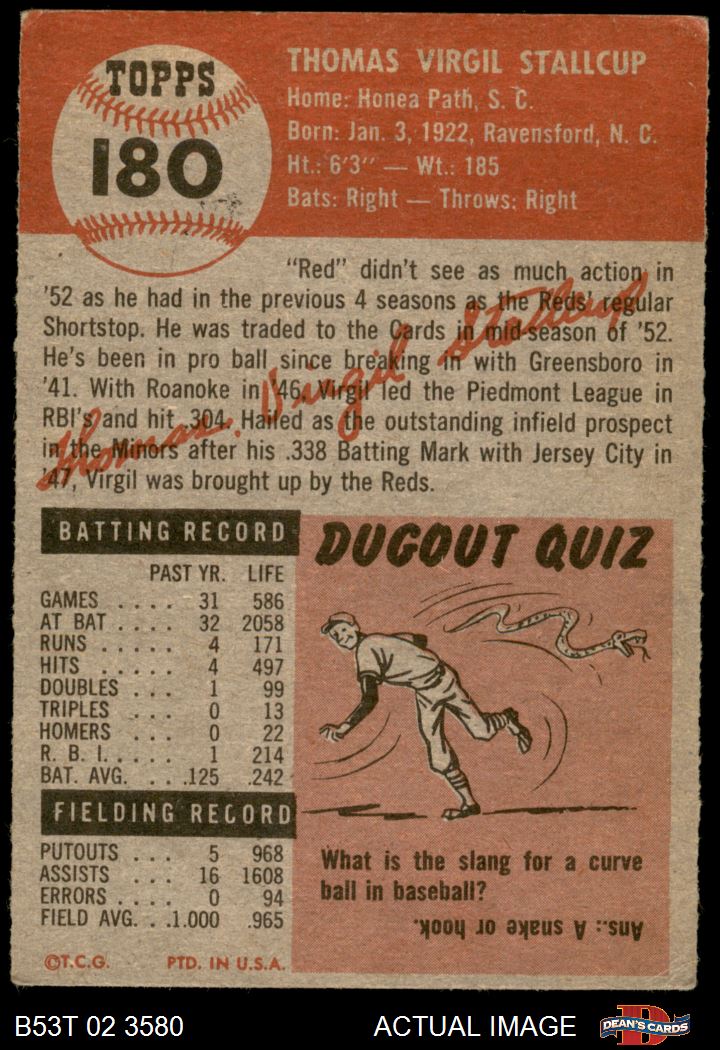 TOPPS
180
THOMAS VIRGIL STALLCUP
Home: Honea Path, S. C.
Born: Jan. 3, 1922, Ravensford, N. C.
Ht.: 6'3" — Wt.: 185
Bats: Right — Throws: Right
"Red" didn't see as much action in
'52 as he had in the previous 4 seasons as the Reds' regular
Shortstop. He was traded to the Cards in mid-season of '52.
He's been in pro ball since breaking in with Greensboro in
'41. With Roanoke in '46, Virgil led the Piedmont League in
RBI's and hit .304. Hailed as the outstanding infield prospect
in the Minors after his .338 Batting Mark with Jersey City in
'47, Virgil was brought up by the Reds.
Thomas Virgil Stallcup
BATTING RECORD
PAST YR. LIFE
GAMES .... 31 586
AT BAT .... 32 2058
RUNS ..... 4 171
HITS ..... 4 497
DOUBLES ... 1 99
TRIPLES ... 0 13
HOMERS ... 0 22
R. B. I. .... 1 214
BAT. AVG. ... .125 .242
FIELDING RECORD
PUTOUTS ... 5 968
ASSISTS ... 16 1608
ERRORS ... 0 94
FIELD AVG. ..1.000 .965
©T.C.G. PTD. IN U.S.A.
DUGOUT QUIZ
What is the slang for a curve
ball in baseball?
Ans.: A snake or hook.
B53T 02 3580 ACTUAL IMAGE
D
DEAN'S CARDS